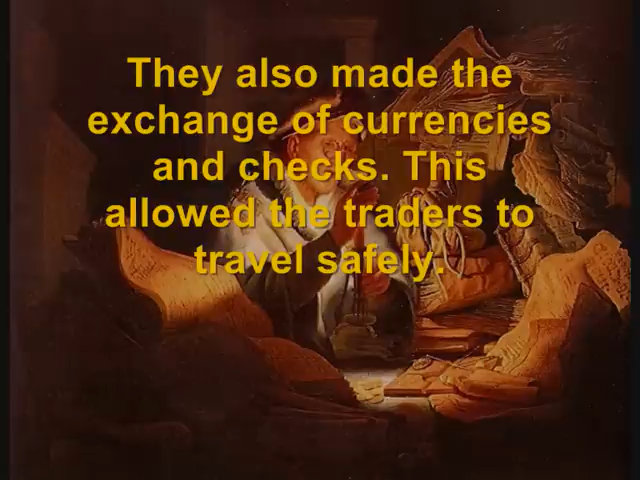 They also made the
exchange of currencies
and checks. This
allowed the traders to
travel safely.